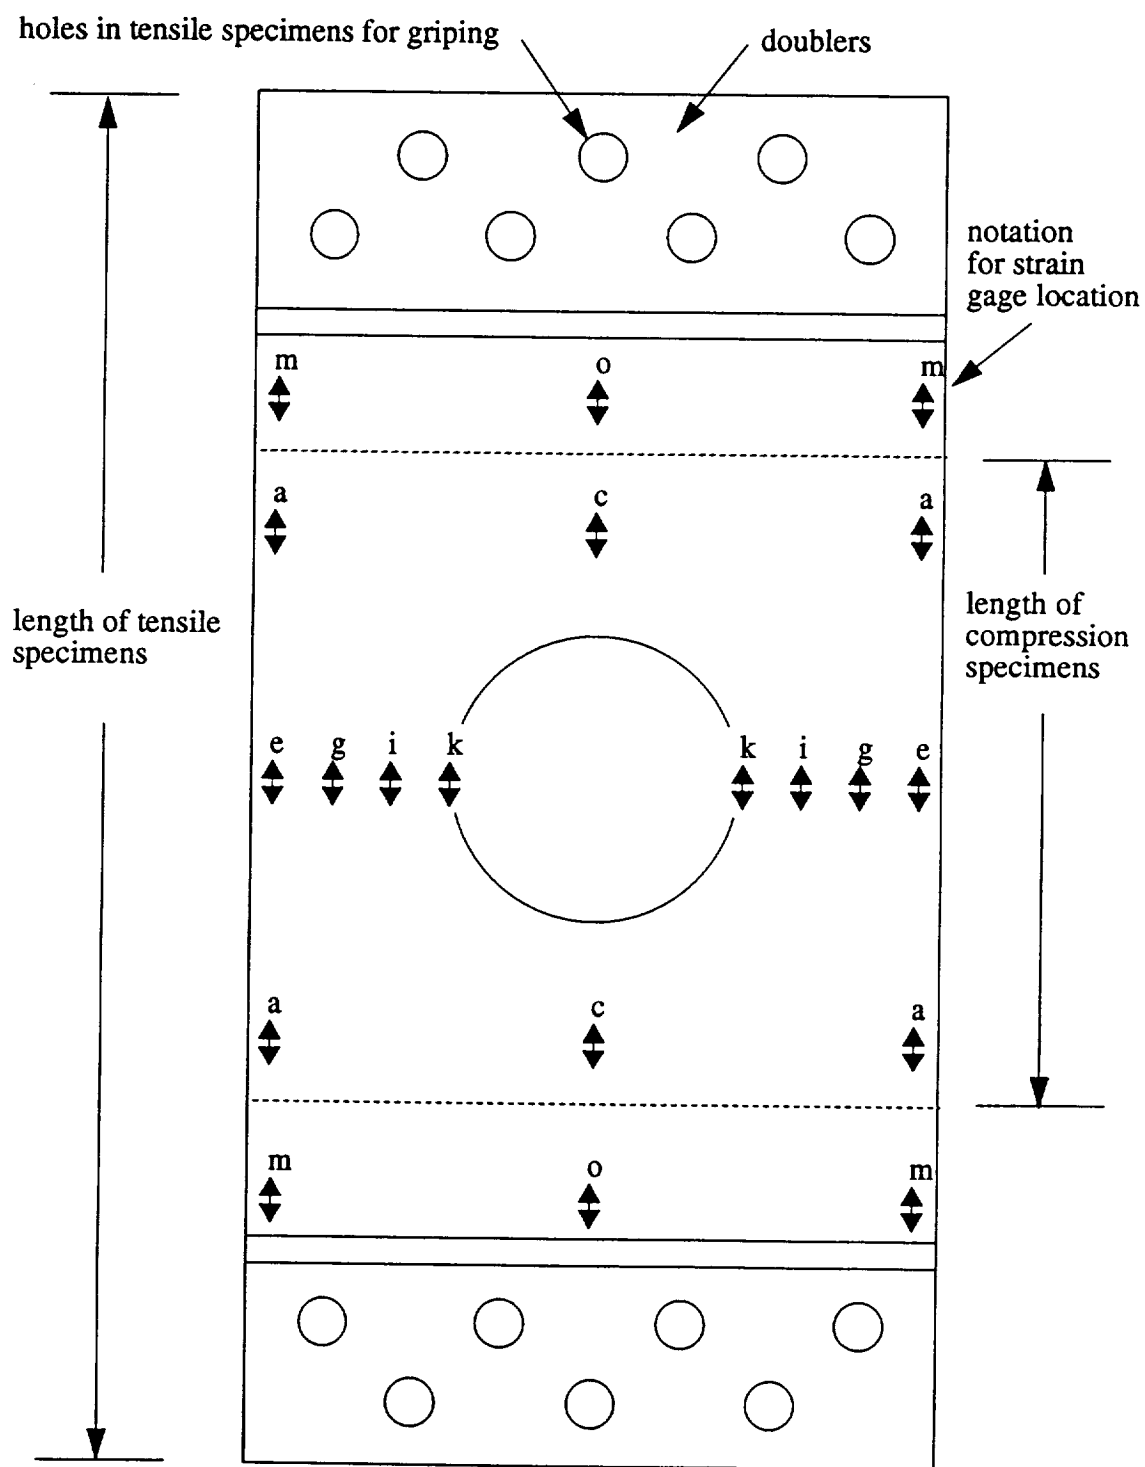 holes in tensile specimens for griping
doublers
notation
for strain
gage location
m o m
a c a
length of tensile
specimens
length of
compression
specimens
e g i k k i g e
a c a
m o m